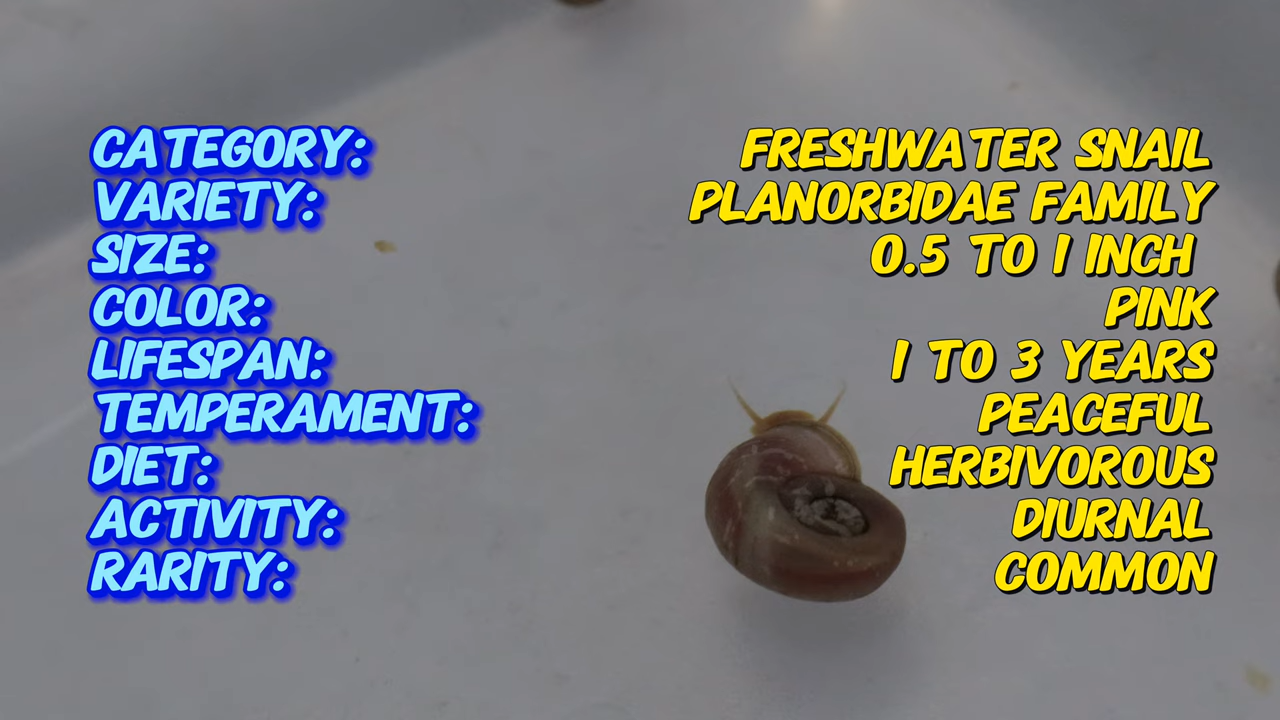 CATEGORY: FRESHWATER SNAIL
VARIETY: PLANORBIDAE FAMILY
SIZE: 0.5 TO 1 INCH
COLOR: PINK
LIFESPAN: 1 TO 3 YEARS
TEMPERAMENT: PEACEFUL
DIET: HERBIVOROUS
ACTIVITY: DIURNAL
RARITY: COMMON